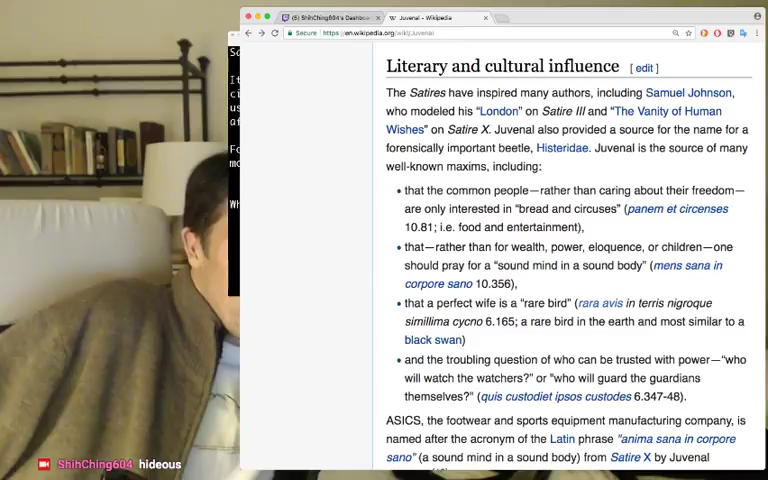 (5) ShihChing604's Dashboa
Juvenal - Wikipedia
Secure
https://en.wikipedia.org/wiki/Juvenal
Literary and cultural influence [ edit ]
The Satires have inspired many authors, including Samuel Johnson,
who modeled his “London” on Satire III and “The Vanity of Human
Wishes” on Satire X. Juvenal also provided a source for the name for a
forensically important beetle, Histeridae. Juvenal is the source of many
well-known maxims, including:
• that the common people—rather than caring about their freedom—
are only interested in “bread and circuses” (panem et circenses
10.81; i.e. food and entertainment),
• that—rather than for wealth, power, eloquence, or children—one
should pray for a “sound mind in a sound body” (mens sana in
corpore sano 10.356),
• that a perfect wife is a “rare bird” (rara avis in terris nigroque
simillima cycno 6.165; a rare bird in the earth and most similar to a
black swan)
• and the troubling question of who can be trusted with power—“who
will watch the watchers?” or "who will guard the guardians
themselves?" (quis custodiet ipsos custodes 6.347-48).
ASICS, the footwear and sports equipment manufacturing company, is
named after the acronym of the Latin phrase "anima sana in corpore
sano" (a sound mind in a sound body) from Satire X by Juvenal
ShihChing604 hideous